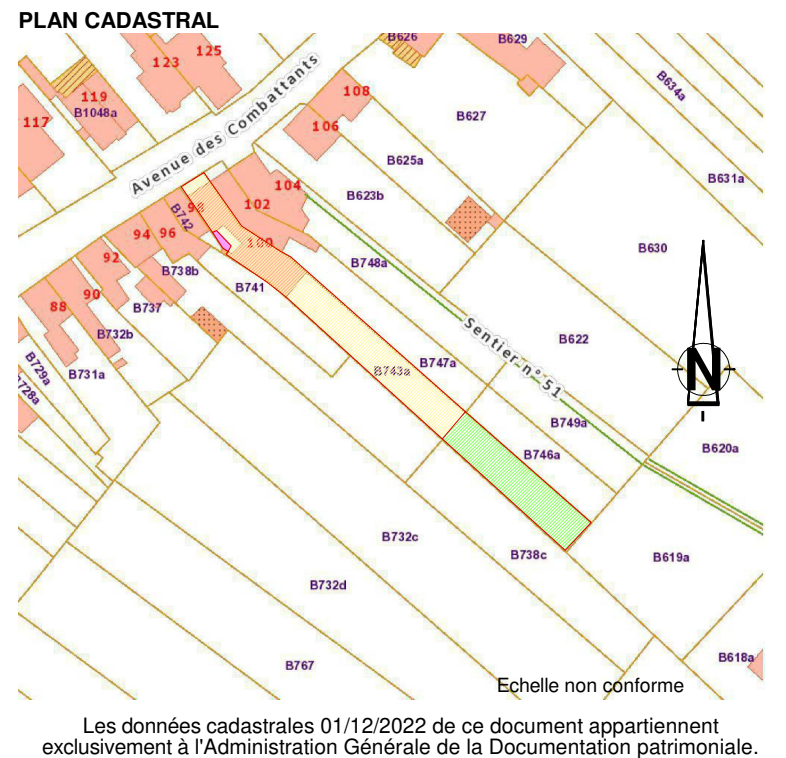 PLAN CADASTRAL
B626
B629
125
123
119
B1048a
117
B634a
108
106
B627
Avenue des Combattants
B625a
B631a
104
B623b
102
98
B742
94
96
100
B630
92
B738b
B748a
B741
90
88
B737
B732b
Sentier n° 51
B622
N
B729a
B731a
B743a
B747a
B749a
B620a
B746a
B732c
B738c
B619a
B732d
B767
B618a
Echelle non conforme
Les données cadastrales 01/12/2022 de ce document appartiennent
exclusivement à l'Administration Générale de la Documentation patrimoniale.